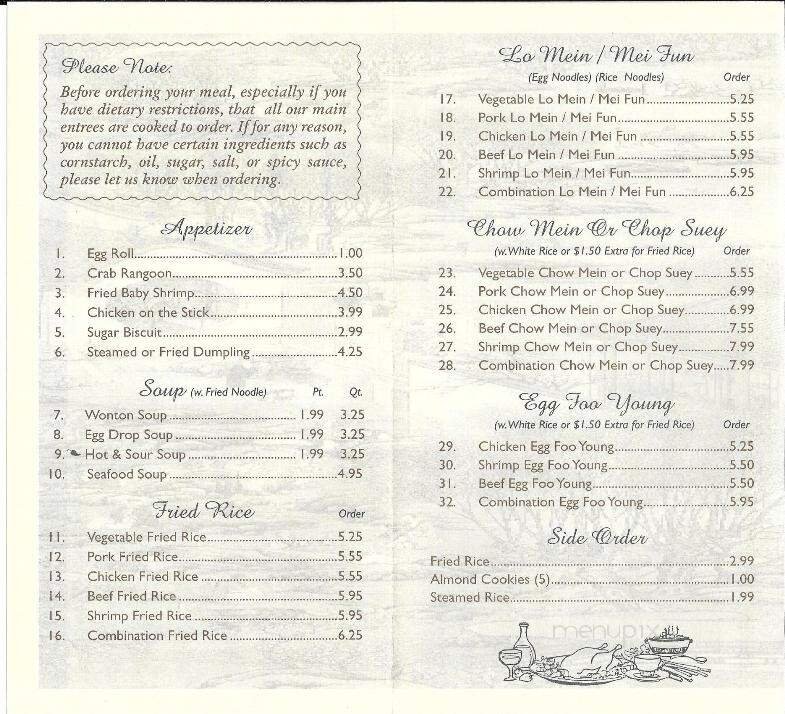 Please Note:
Before ordering your meal, especially if you
have dietary restrictions, that all our main
entrees are cooked to order. If for any reason,
you cannot have certain ingredients such as
cornstarch, oil, sugar, salt, or spicy sauce,
please let us know when ordering.
Appetizer
1. Egg Roll 1.00
2. Crab Rangoon 3.50
3. Fried Baby Shrimp 4.50
4. Chicken on the Stick 3.99
5. Sugar Biscuit 2.99
6. Steamed or Fried Dumpling 4.25
Soup (w. Fried Noodle) Pt. Qt.
7. Wonton Soup 1.99 3.25
8. Egg Drop Soup 1.99 3.25
9. Hot & Sour Soup 1.99 3.25
10. Seafood Soup 4.95
Fried Rice Order
11. Vegetable Fried Rice 5.25
12. Pork Fried Rice 5.55
13. Chicken Fried Rice 5.55
14. Beef Fried Rice 5.95
15. Shrimp Fried Rice 5.95
16. Combination Fried Rice 6.25
Lo Mein / Mei Fun
(Egg Noodles) (Rice Noodles) Order
17. Vegetable Lo Mein / Mei Fun 5.25
18. Pork Lo Mein / Mei Fun 5.55
19. Chicken Lo Mein / Mei Fun 5.55
20. Beef Lo Mein / Mei Fun 5.95
21. Shrimp Lo Mein / Mei Fun 5.95
22. Combination Lo Mein / Mei Fun 6.25
Chow Mein Or Chop Suey
(w. White Rice or $1.50 Extra for Fried Rice) Order
23. Vegetable Chow Mein or Chop Suey 5.55
24. Pork Chow Mein or Chop Suey 6.99
25. Chicken Chow Mein or Chop Suey 6.99
26. Beef Chow Mein or Chop Suey 7.55
27. Shrimp Chow Mein or Chop Suey 7.99
28. Combination Chow Mein or Chop Suey 7.99
Egg Foo Young
(w. White Rice or $1.50 Extra for Fried Rice) Order
29. Chicken Egg Foo Young 5.25
30. Shrimp Egg Foo Young 5.50
31. Beef Egg Foo Young 5.50
32. Combination Egg Foo Young 5.95
Side Order
Fried Rice 2.99
Almond Cookies (5) 1.00
Steamed Rice 1.99
menupix